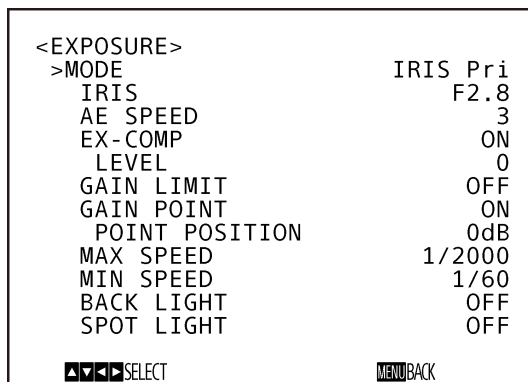 <EXPOSURE>
>MODE IRIS Pri
IRIS F2.8
AE SPEED 3
EX-COMP ON
LEVEL 0
GAIN LIMIT OFF
GAIN POINT ON
POINT POSITION 0dB
MAX SPEED 1/2000
MIN SPEED 1/60
BACK LIGHT OFF
SPOT LIGHT OFF
▲▼◀▶SELECT MENUBACK